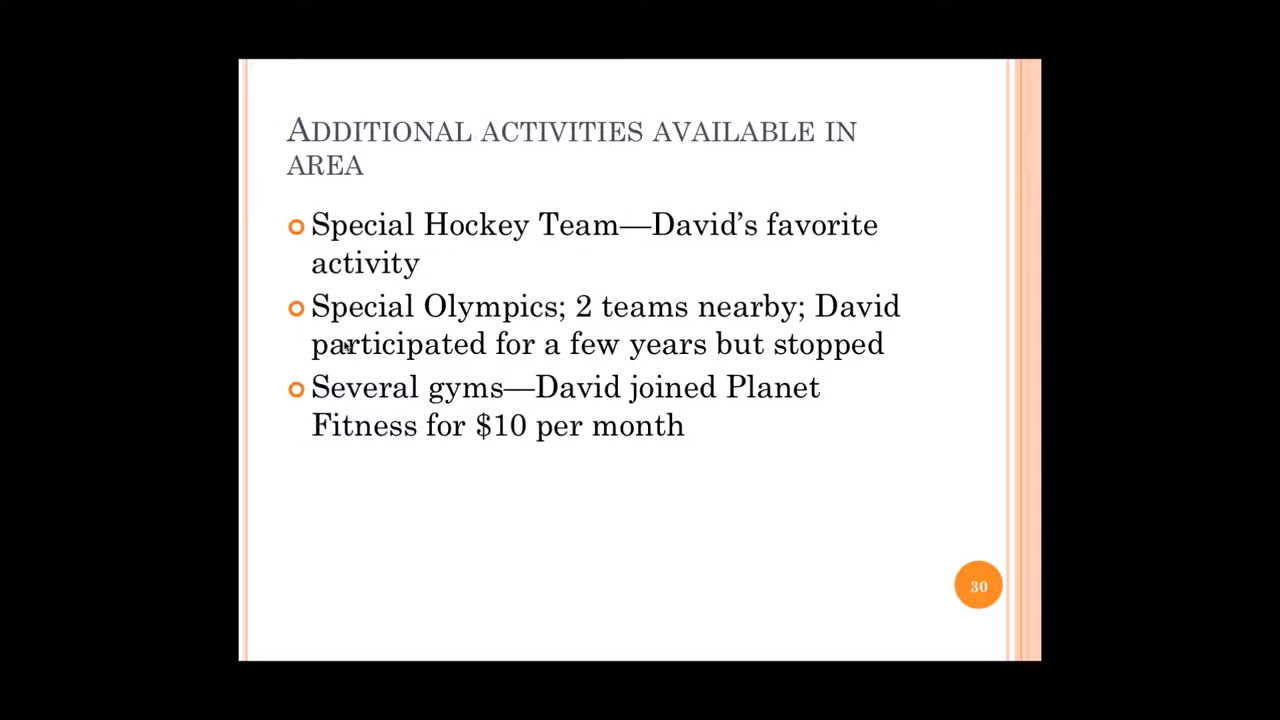 ADDITIONAL ACTIVITIES AVAILABLE IN
AREA
Special Hockey Team—David’s favorite
activity
Special Olympics; 2 teams nearby; David
participated for a few years but stopped
Several gyms—David joined Planet
Fitness for $10 per month
30